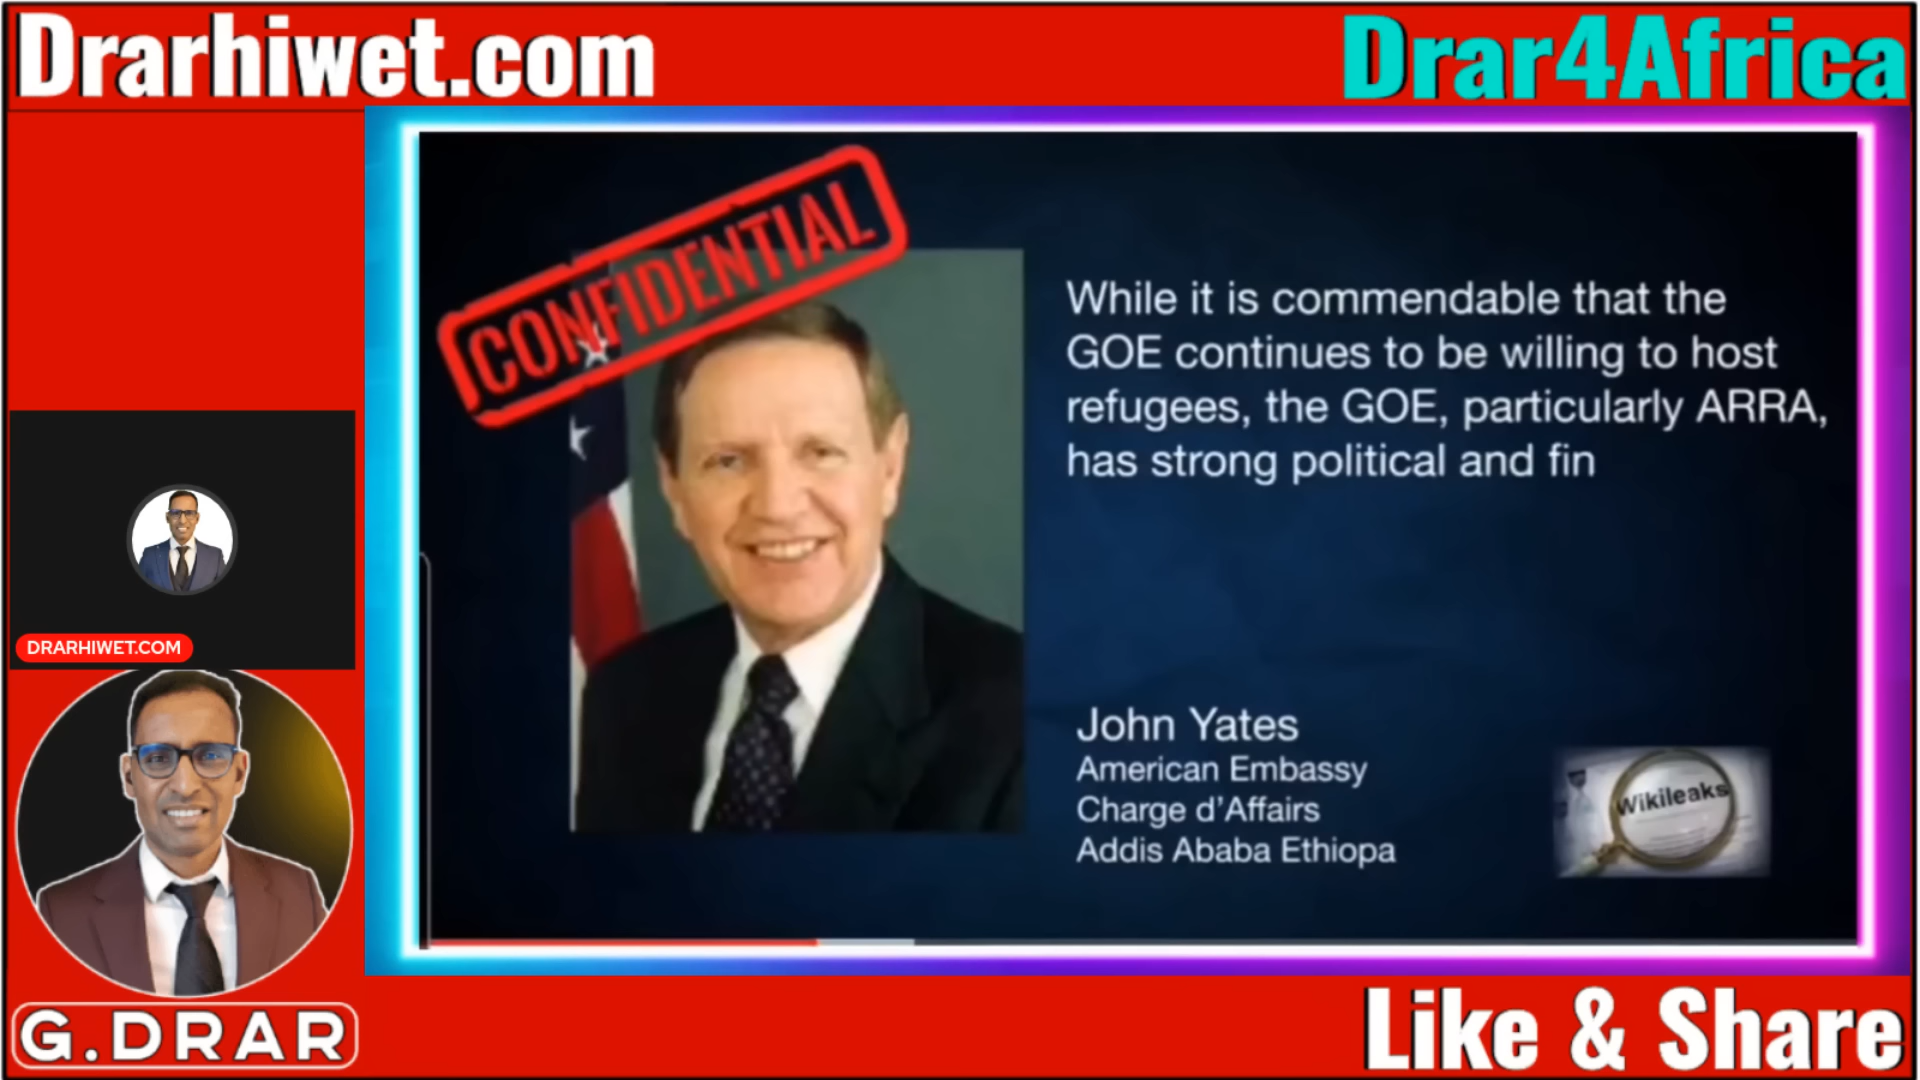 Drarhiwet.com
Drar4Africa
CONFIDENTIAL
While it is commendable that the
GOE continues to be willing to host
refugees, the GOE, particularly ARRA,
has strong political and fin
John Yates
American Embassy
Charge d’Affairs
Addis Ababa Ethiopa
Wikileaks
DRARHIWET.COM
G.DRAR
Like & Share